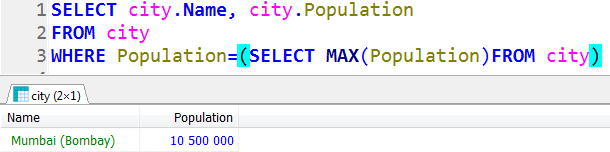 1 SELECT city.Name, city.Population
2 FROM city
3 WHERE Population=(SELECT MAX(Population)FROM city)
city (2×1)
Name Population
Mumbai (Bombay) 10 500 000